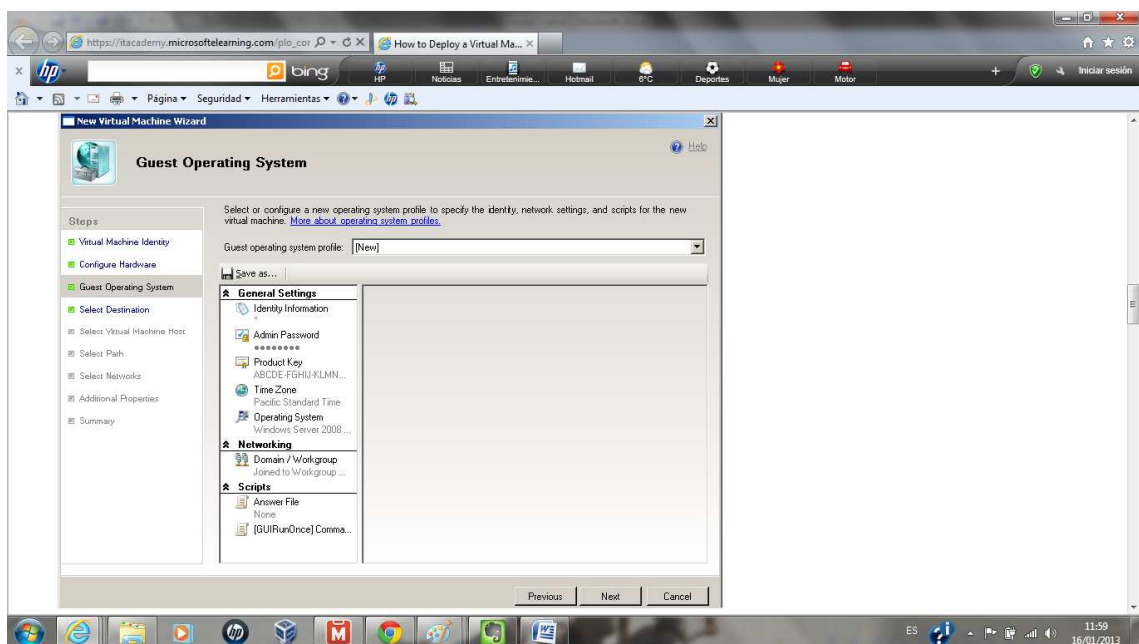 https://itacademy.microsoftelearning.com/plo_cor
How to Deploy a Virtual Ma...
bing
HP
Noticias
Entretenimie...
Hotmail
6°C
Deportes
Mujer
Motor
Iniciar sesión
Página
Seguridad
Herramientas
New Virtual Machine Wizard
Guest Operating System
Help
Steps
Virtual Machine Identity
Configure Hardware
Guest Operating System
Select Destination
Select Virtual Machine Host
Select Path
Select Networks
Additional Properties
Summary
Select or configure a new operating system profile to specify the identity, network settings, and scripts for the new
virtual machine. More about operating system profiles.
Guest operating system profile: [New]
Save as...
General Settings
Identity Information
*
Admin Password
●●●●●●●●
Product Key
ABCDE-FGHIJ-KLMN...
Time Zone
Pacific Standard Time
Operating System
Windows Server 2008 ...
Networking
Domain / Workgroup
Joined to Workgroup ...
Scripts
Answer File
None
[GUIRunOnce] Comma...
Previous
Next
Cancel
ES
11:59
16/01/2013